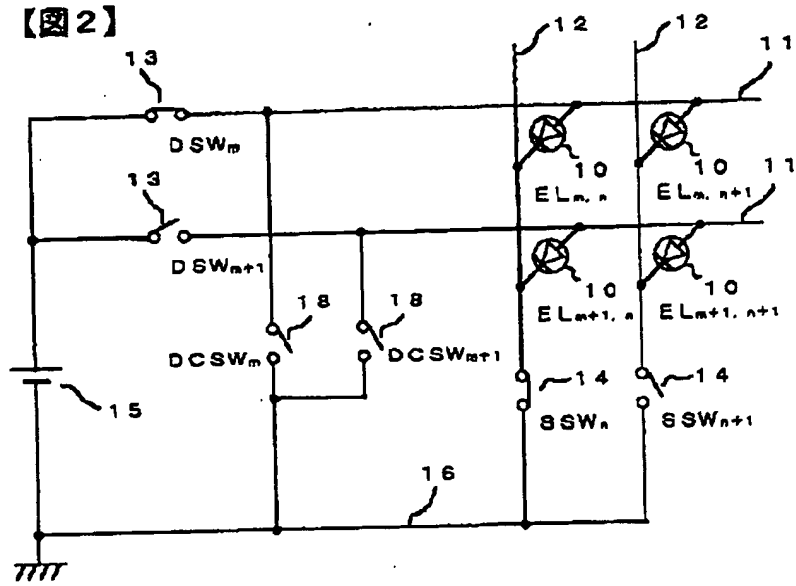 【図2】
12
12
13
11
DSWm
10
10
ELm, n
ELm, n+1
13
11
DSWm+1
10
10
ELm+1, n
ELm+1, n+1
18
18
DCSWm
DCSWm+1
14
14
15
SSWn
SSWn+1
16